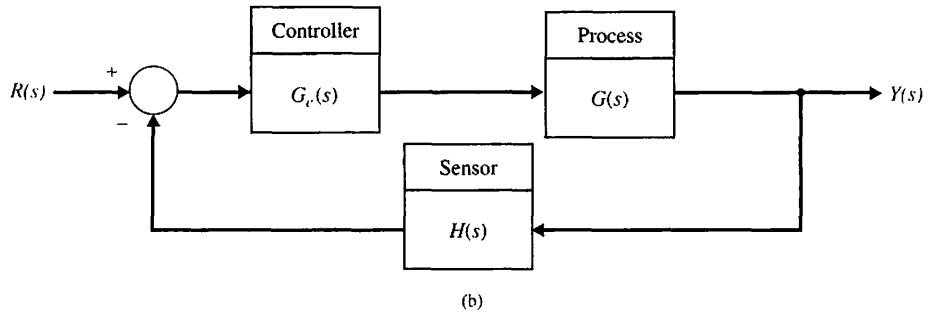 Controller
Process
R(s)
+
G_c(s)
G(s)
Y(s)
−
Sensor
H(s)
(b)